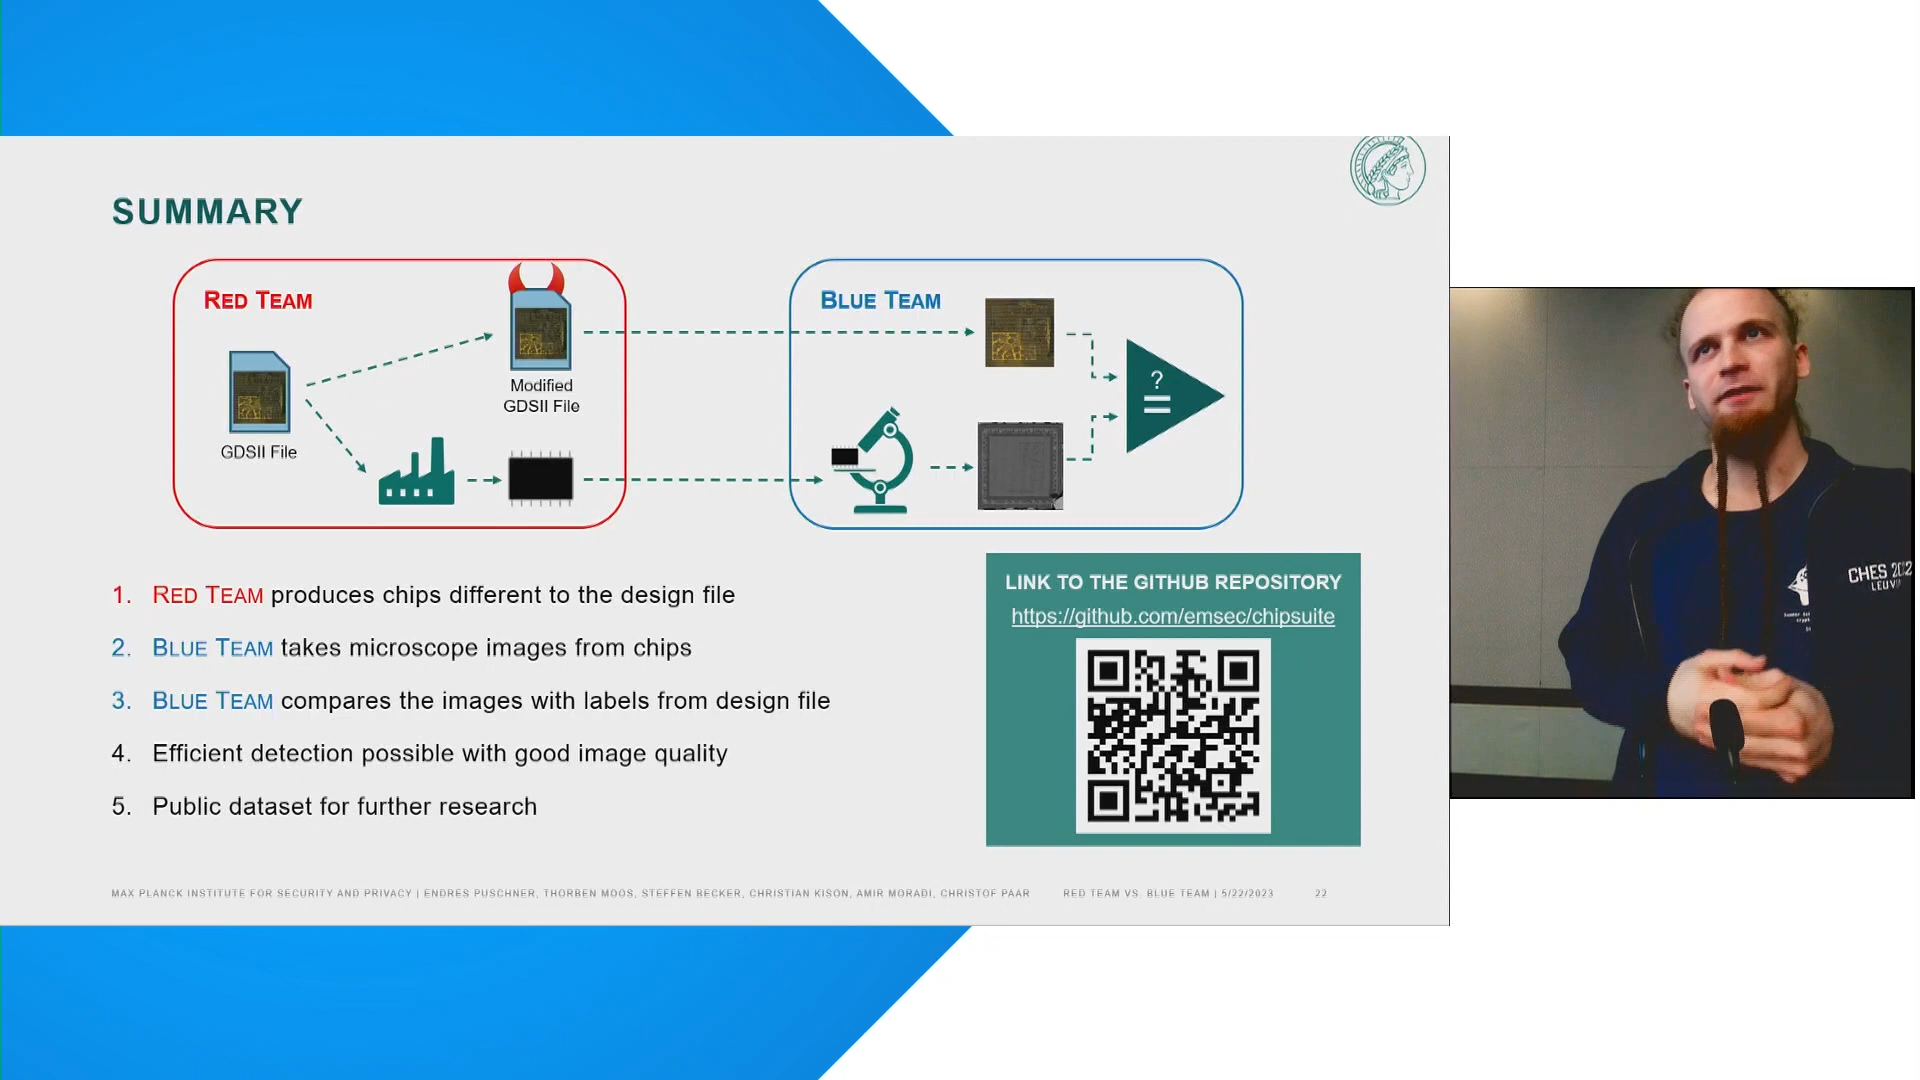 SUMMARY
RED TEAM
BLUE TEAM
Modified
GDSII File
GDSII File
?
=
1. RED TEAM produces chips different to the design file
2. BLUE TEAM takes microscope images from chips
3. BLUE TEAM compares the images with labels from design file
4. Efficient detection possible with good image quality
5. Public dataset for further research
LINK TO THE GITHUB REPOSITORY
https://github.com/emsec/chipsuite
MAX PLANCK INSTITUTE FOR SECURITY AND PRIVACY | ENDRES PUSCHNER, THORBEN MOOS, STEFFEN BECKER, CHRISTIAN KISON, AMIR MORADI, CHRISTOF PAAR
RED TEAM VS. BLUE TEAM | 5/22/2023
22
CHES